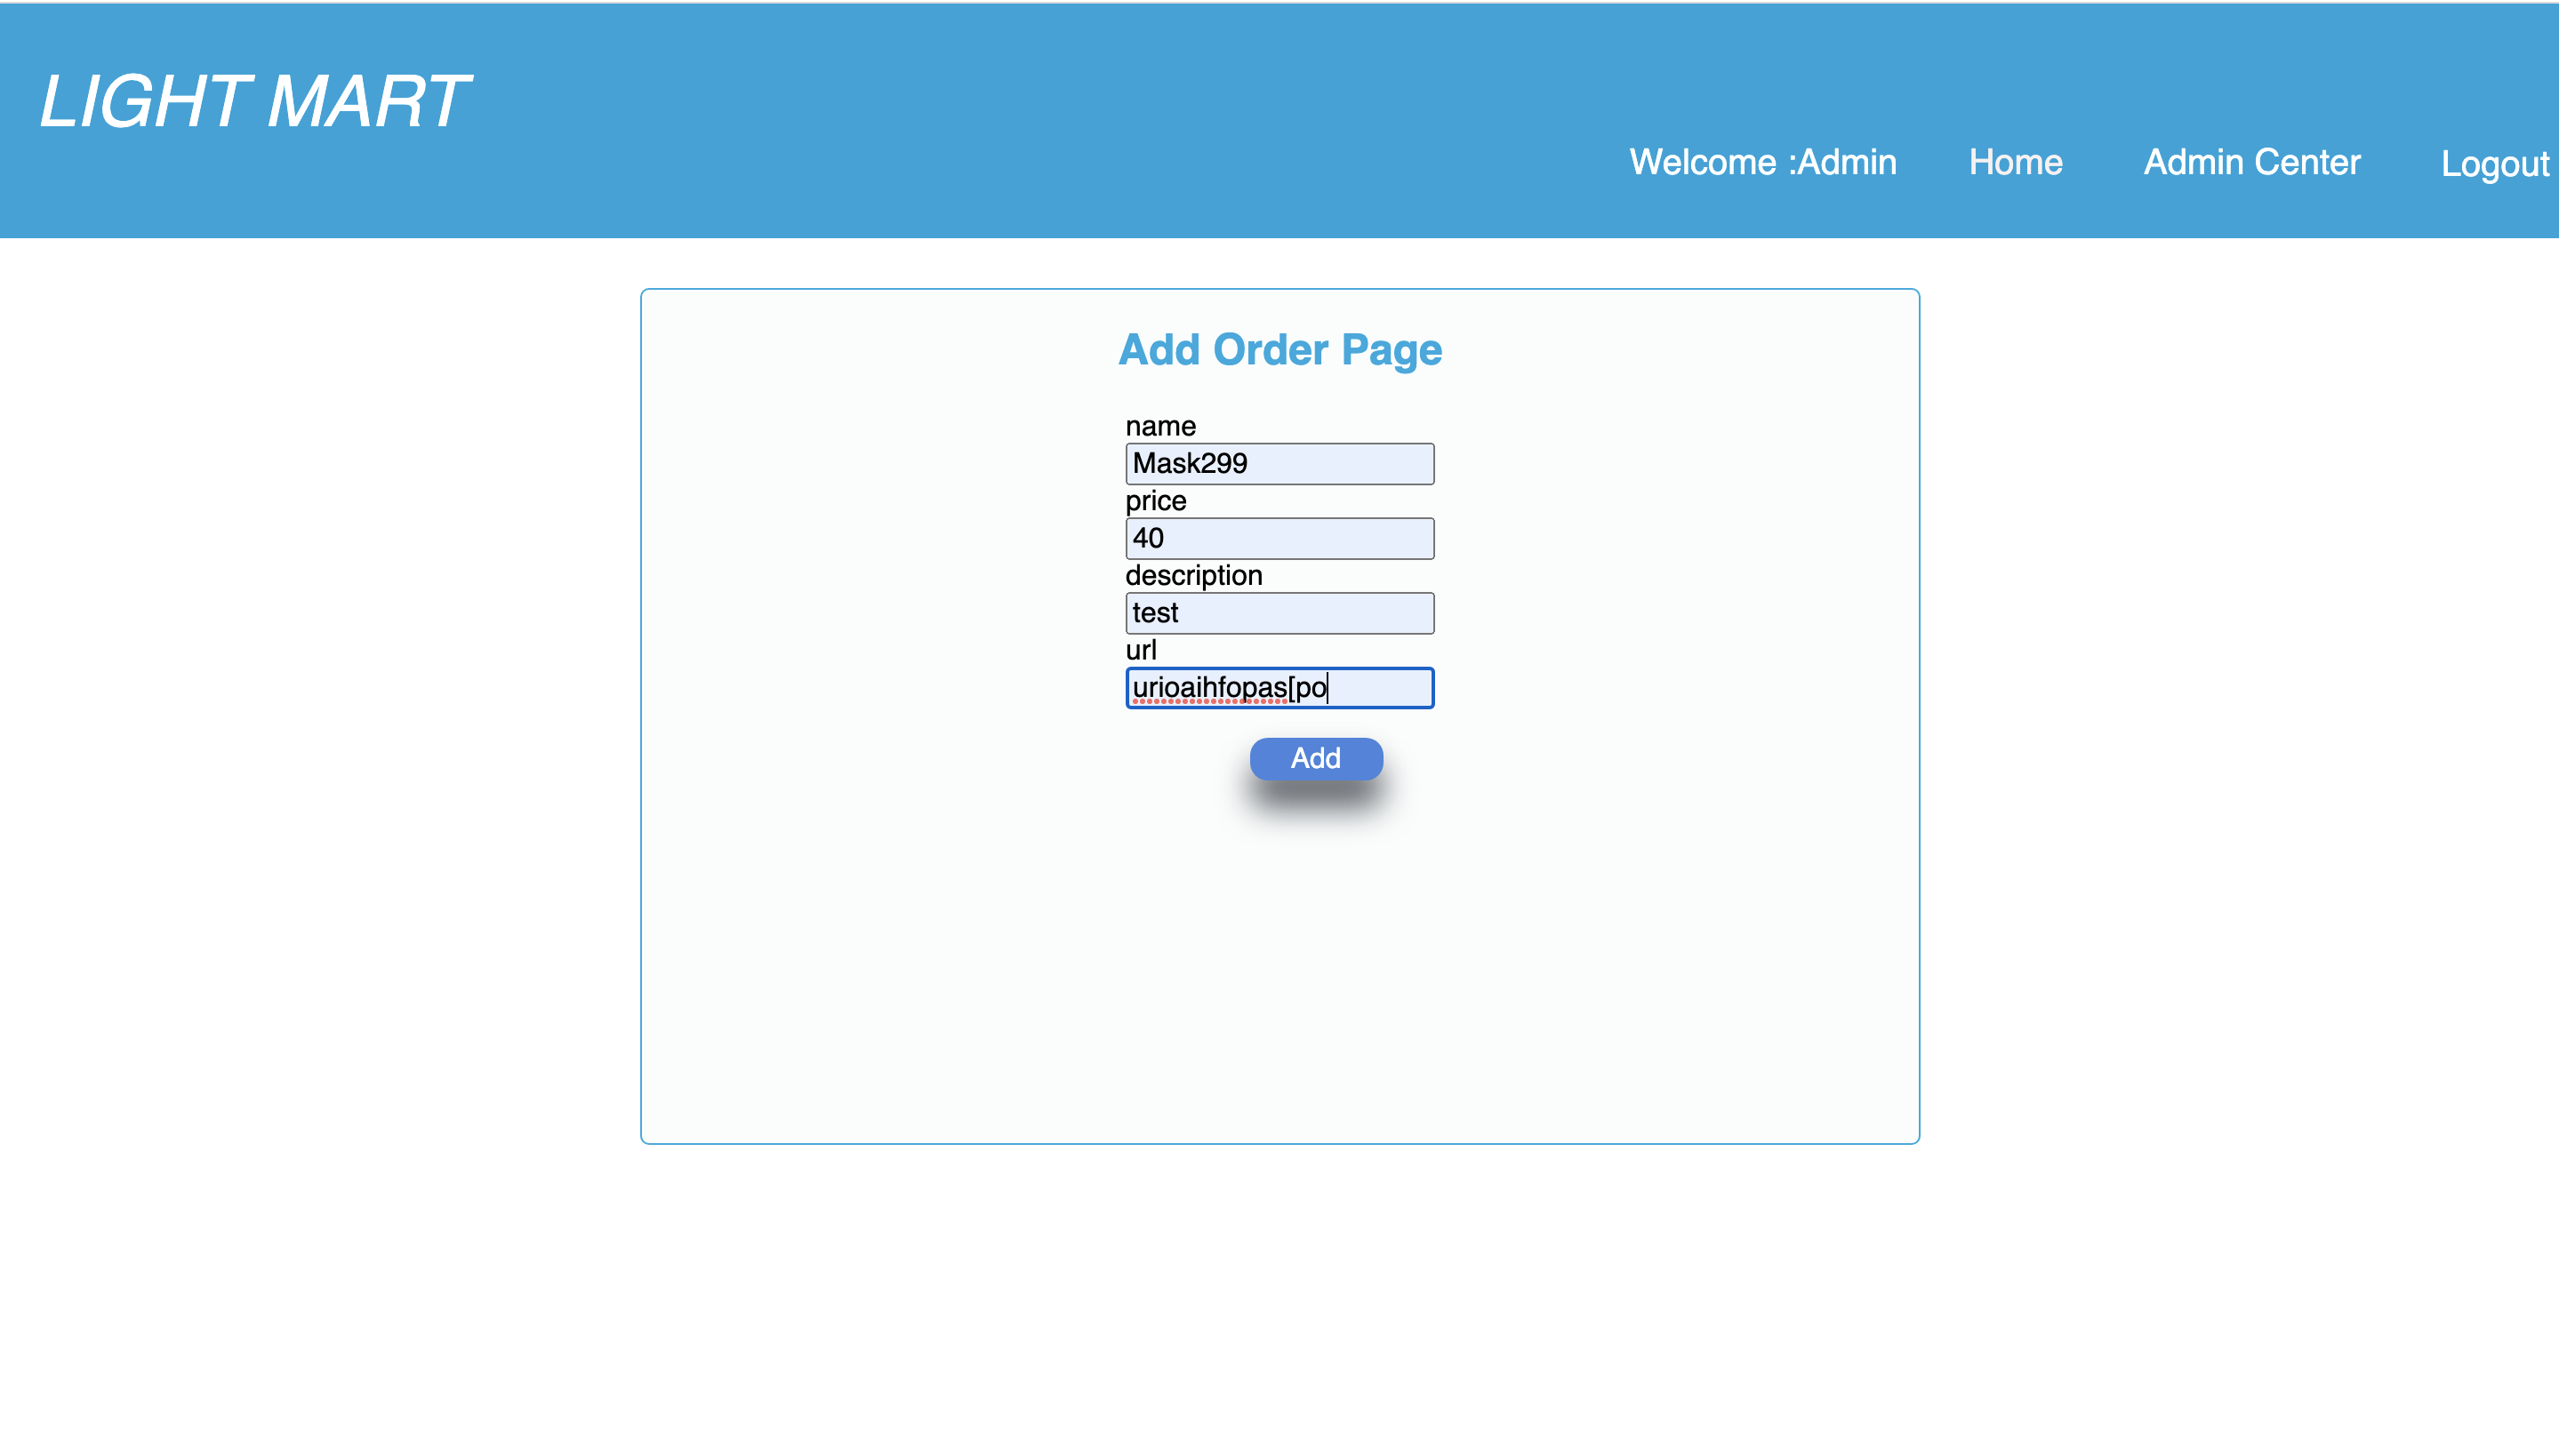 LIGHT MART
Welcome :Admin Home Admin Center Logout
Add Order Page
name
Mask299
price
40
description
test
url
urioaihfopas[po
Add